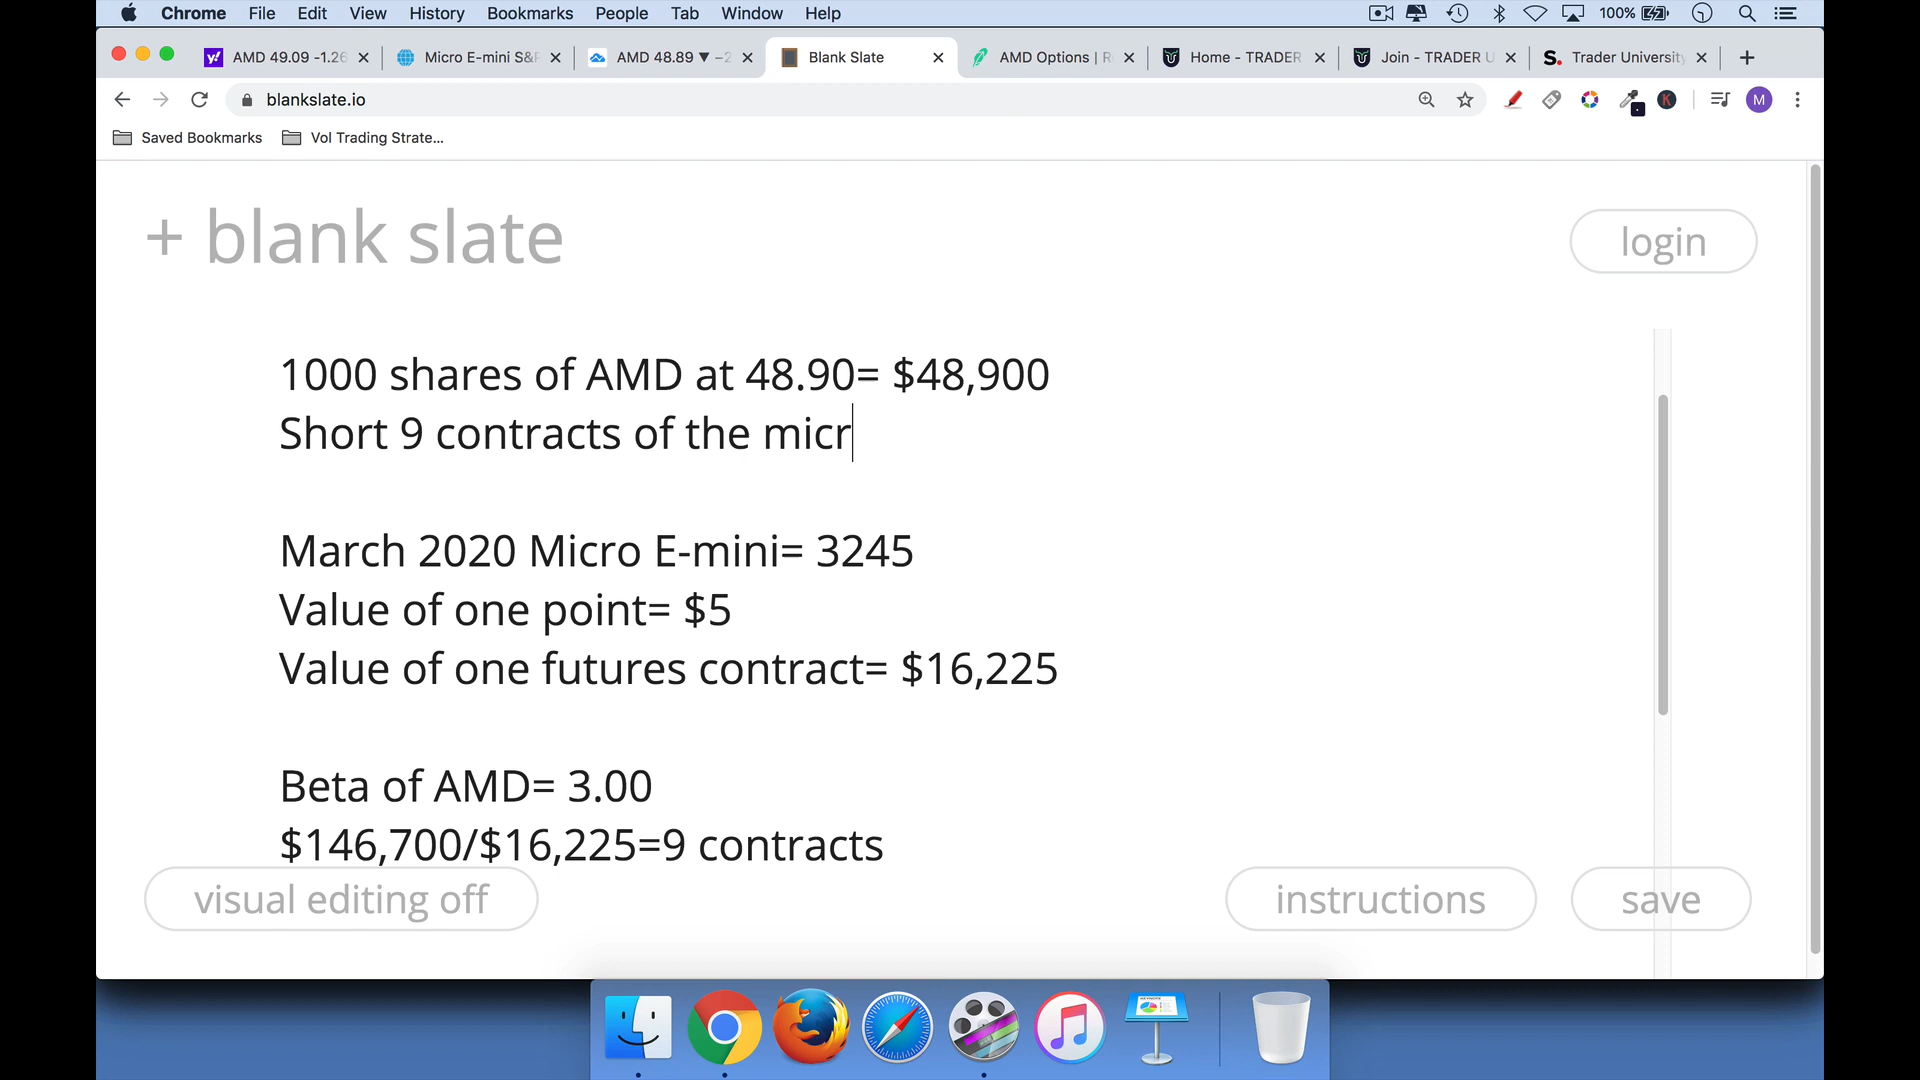 Chrome File Edit View History Bookmarks People Tab Window Help 100%
AMD 49.09 -1.26 Micro E-mini S& AMD 48.89 ▼ -2 Blank Slate AMD Options | R Home - TRADER Join - TRADER U S. Trader University
blankslate.io K M
Saved Bookmarks Vol Trading Strate...
+ blank slate login
1000 shares of AMD at 48.90= $48,900
Short 9 contracts of the micr
March 2020 Micro E-mini= 3245
Value of one point= $5
Value of one futures contract= $16,225
Beta of AMD= 3.00
$146,700/$16,225=9 contracts
visual editing off instructions save